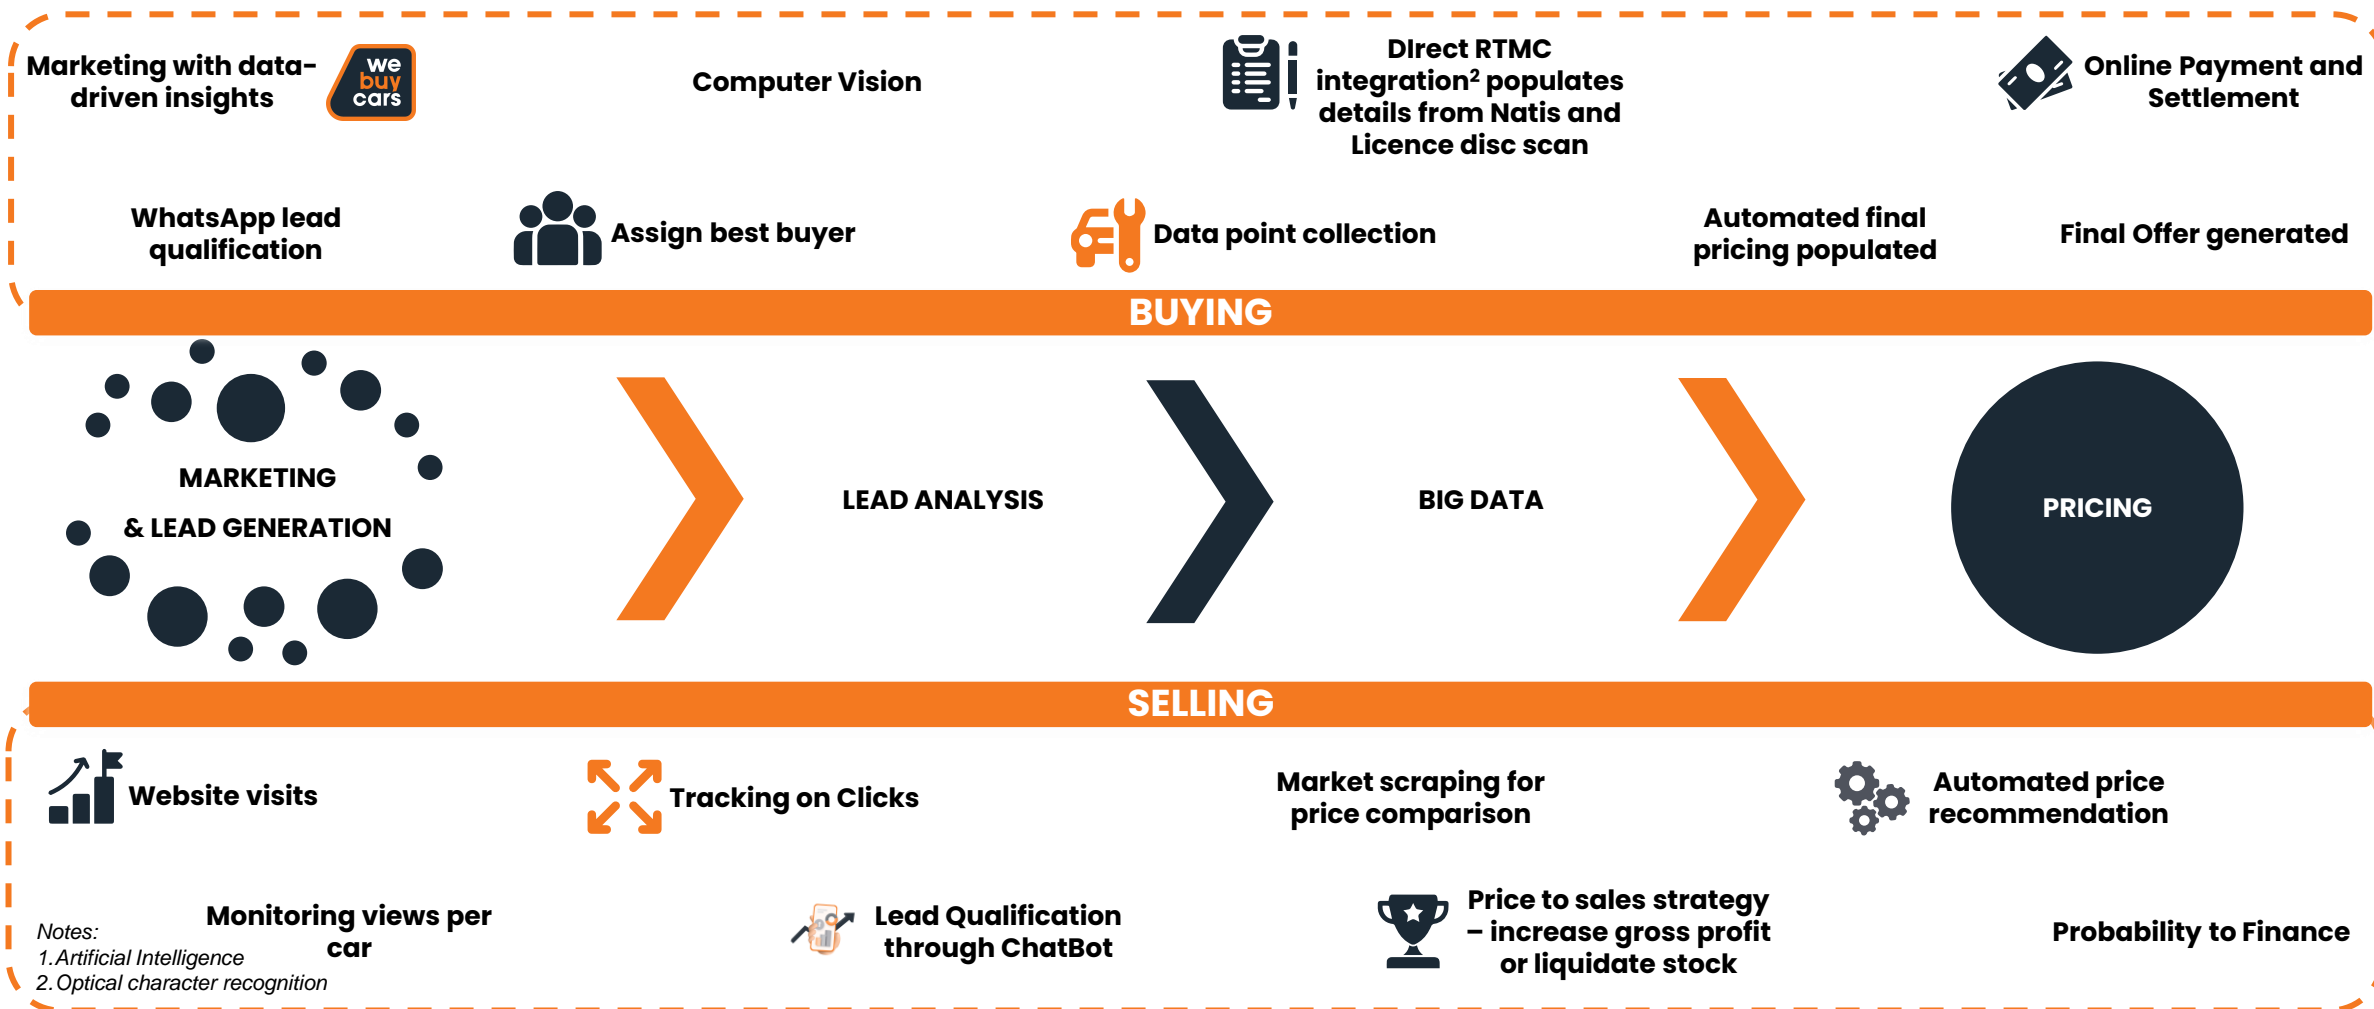 Marketing with data-
driven insights
we
buy
cars
Computer Vision
DIrect RTMC
integration² populates
details from Natis and
Licence disc scan
Online Payment and
Settlement
WhatsApp lead
qualification
Assign best buyer
Data point collection
Automated final
pricing populated
Final Offer generated
BUYING
MARKETING
& LEAD GENERATION
LEAD ANALYSIS
BIG DATA
PRICING
SELLING
Website visits
Tracking on Clicks
Market scraping for
price comparison
Automated price
recommendation
Monitoring views per
car
Lead Qualification
through ChatBot
Price to sales strategy
– increase gross profit
or liquidate stock
Probability to Finance
Notes:
1. Artificial Intelligence
2. Optical character recognition